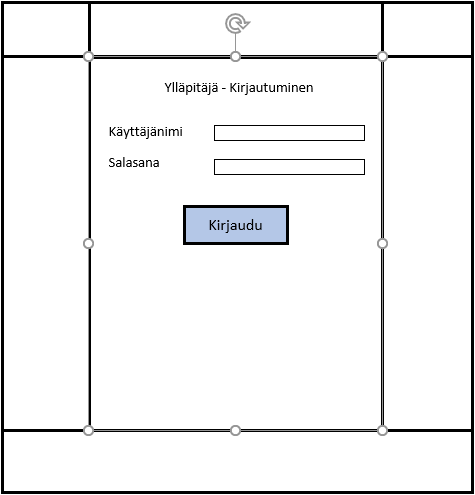 Ylläpitäjä - Kirjautuminen
Käyttäjänimi
Salasana
Kirjaudu